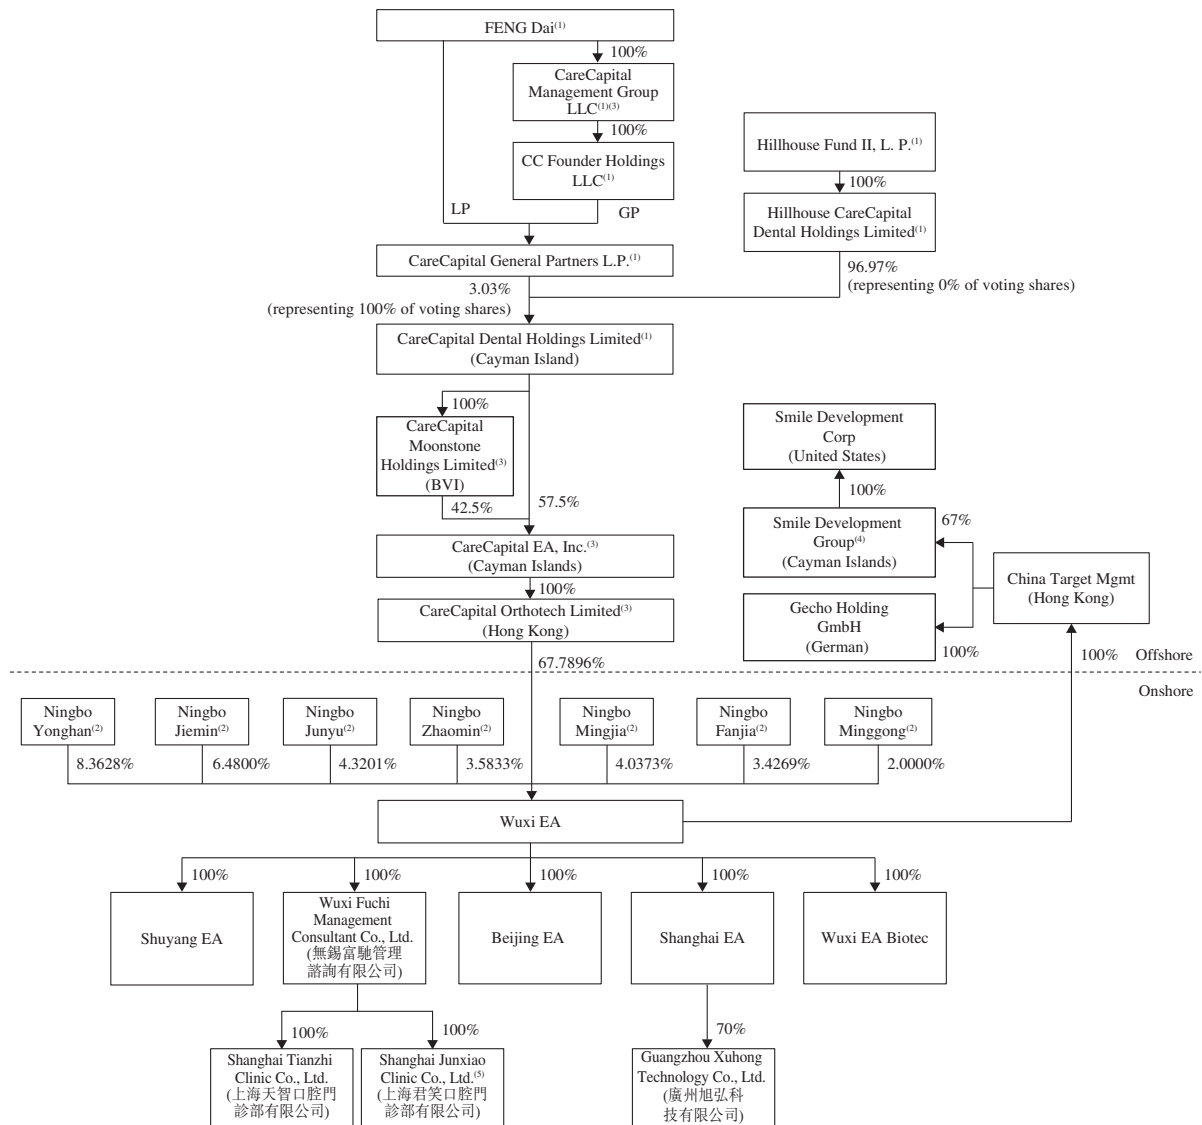 FENG Dai(1)
100%
CareCapital
Management Group
LLC(1)(3)
100%
CC Founder Holdings
LLC(1)
Hillhouse Fund II, L. P.(1)
100%
LP
GP
Hillhouse CareCapital
Dental Holdings Limited(1)
CareCapital General Partners L.P.(1)
3.03%
(representing 100% of voting shares)
96.97%
(representing 0% of voting shares)
CareCapital Dental Holdings Limited(1)
(Cayman Island)
100%
CareCapital
Moonstone
Holdings Limited(3)
(BVI)
42.5%
57.5%
CareCapital EA, Inc.(3)
(Cayman Islands)
100%
CareCapital Orthotech Limited(3)
(Hong Kong)
67.7896%
Smile Development
Corp
(United States)
100%
Smile Development
Group(4)
(Cayman Islands)
67%
China Target Mgmt
(Hong Kong)
Gecho Holding
GmbH
(German)
100%
100%
Offshore
Onshore
Ningbo
Yonghan(2)
8.3628%
Ningbo
Jiemin(2)
6.4800%
Ningbo
Junyu(2)
4.3201%
Ningbo
Zhaomin(2)
3.5833%
Ningbo
Mingjia(2)
4.0373%
Ningbo
Fanjia(2)
3.4269%
Ningbo
Minggong(2)
2.0000%
Wuxi EA
100%
100%
100%
100%
100%
Shuyang EA
Wuxi Fuchi
Management
Consultant Co., Ltd.
(無錫富馳管理
諮詢有限公司)
Beijing EA
Shanghai EA
Wuxi EA Biotec
100%
100%
70%
Shanghai Tianzhi
Clinic Co., Ltd.
(上海天智口腔門
診部有限公司)
Shanghai Junxiao
Clinic Co., Ltd.(5)
(上海君笑口腔門
診部有限公司)
Guangzhou Xuhong
Technology Co., Ltd.
(廣州旭弘科
技有限公司)